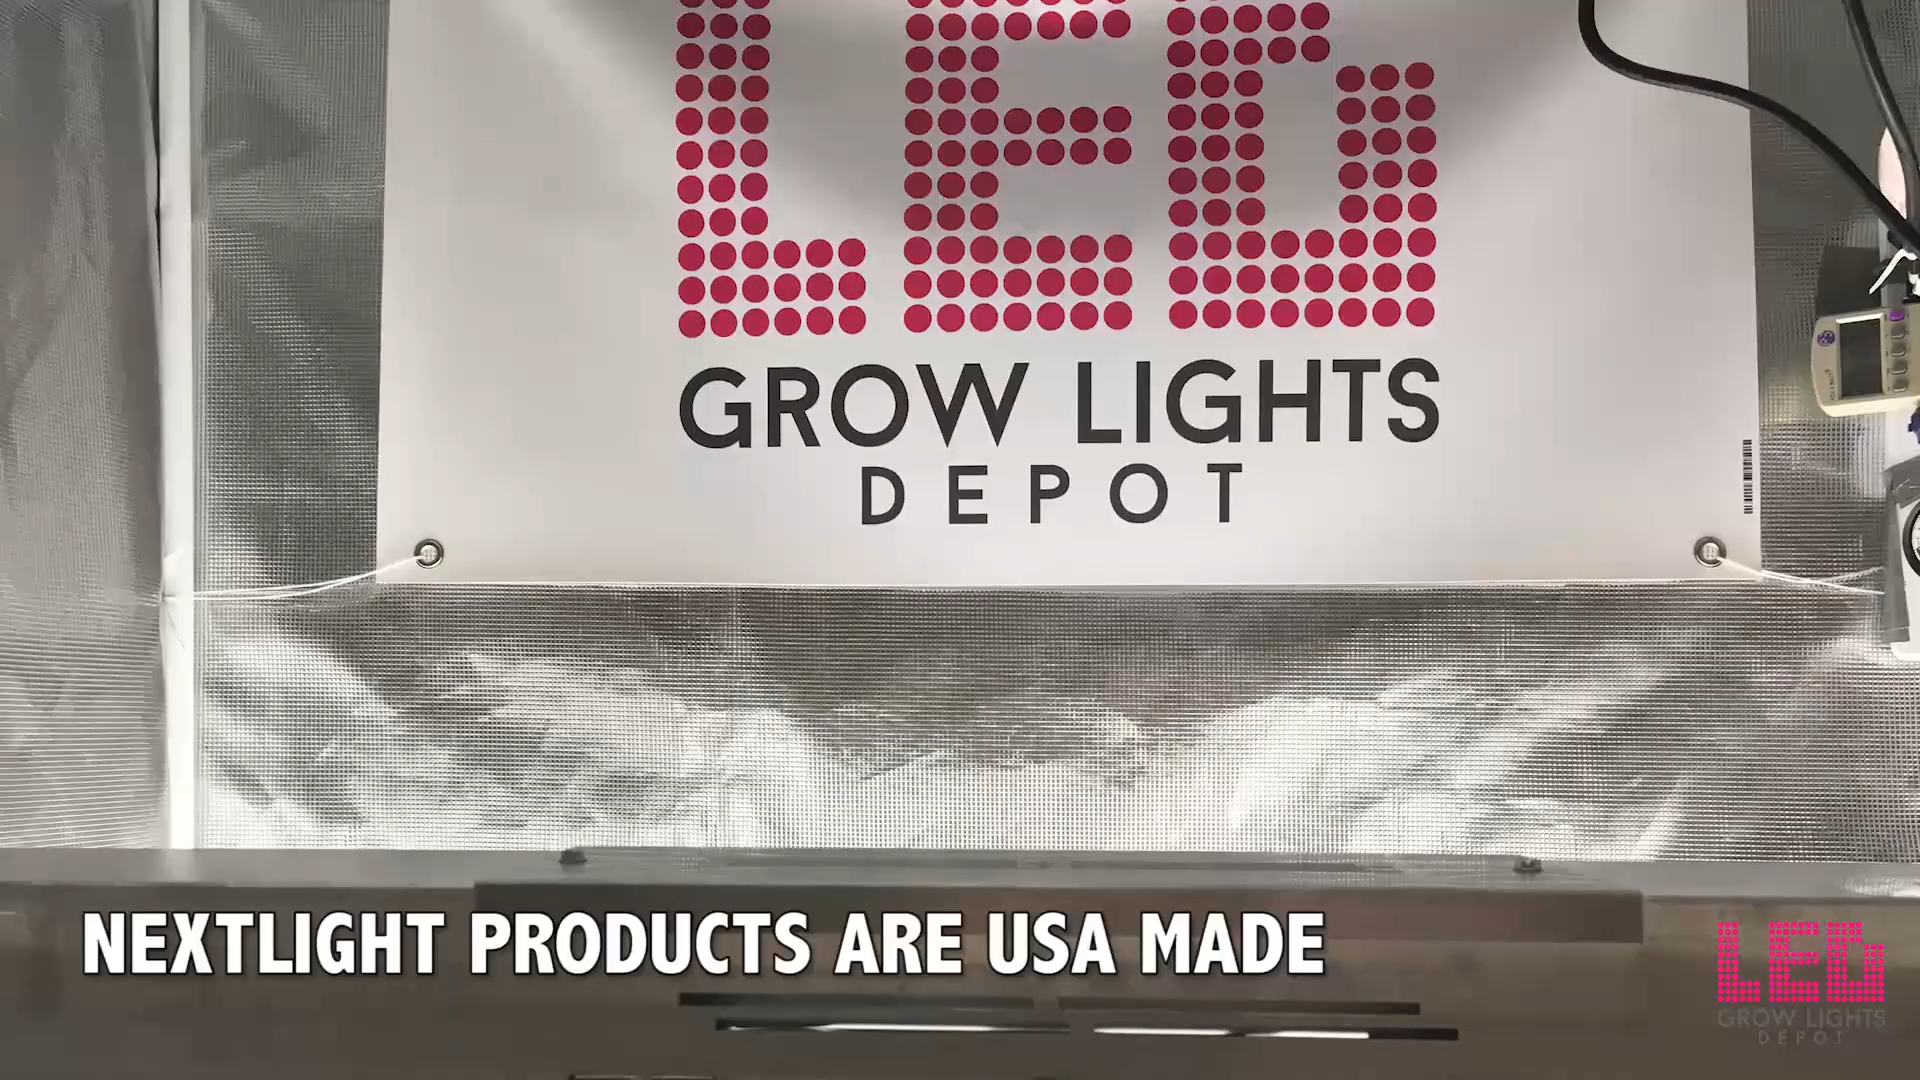 LED
GROW LIGHTS
DEPOT
NEXTLIGHT PRODUCTS ARE USA MADE
LED
GROW LIGHTS
DEPOT